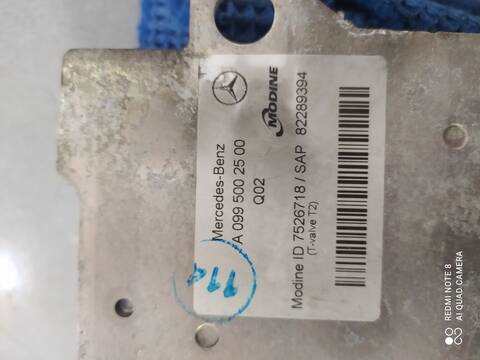 Mercedes-Benz
A 099 500 25 00
Q02
MODINE
Modine ID 7526718 / SAP 82289394
(T-valve T2)
REDMI NOTE 8
AI QUAD CAMERA